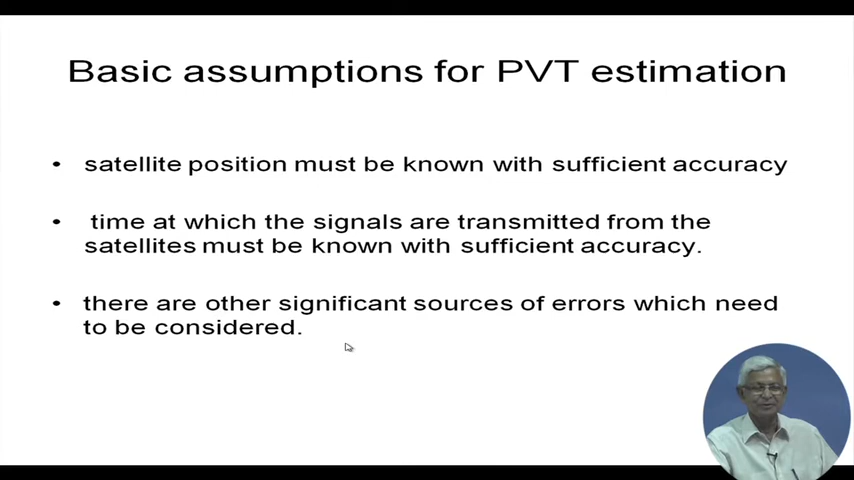 Basic assumptions for PVT estimation
• satellite position must be known with sufficient accuracy
• time at which the signals are transmitted from the
satellites must be known with sufficient accuracy.
• there are other significant sources of errors which need
to be considered.